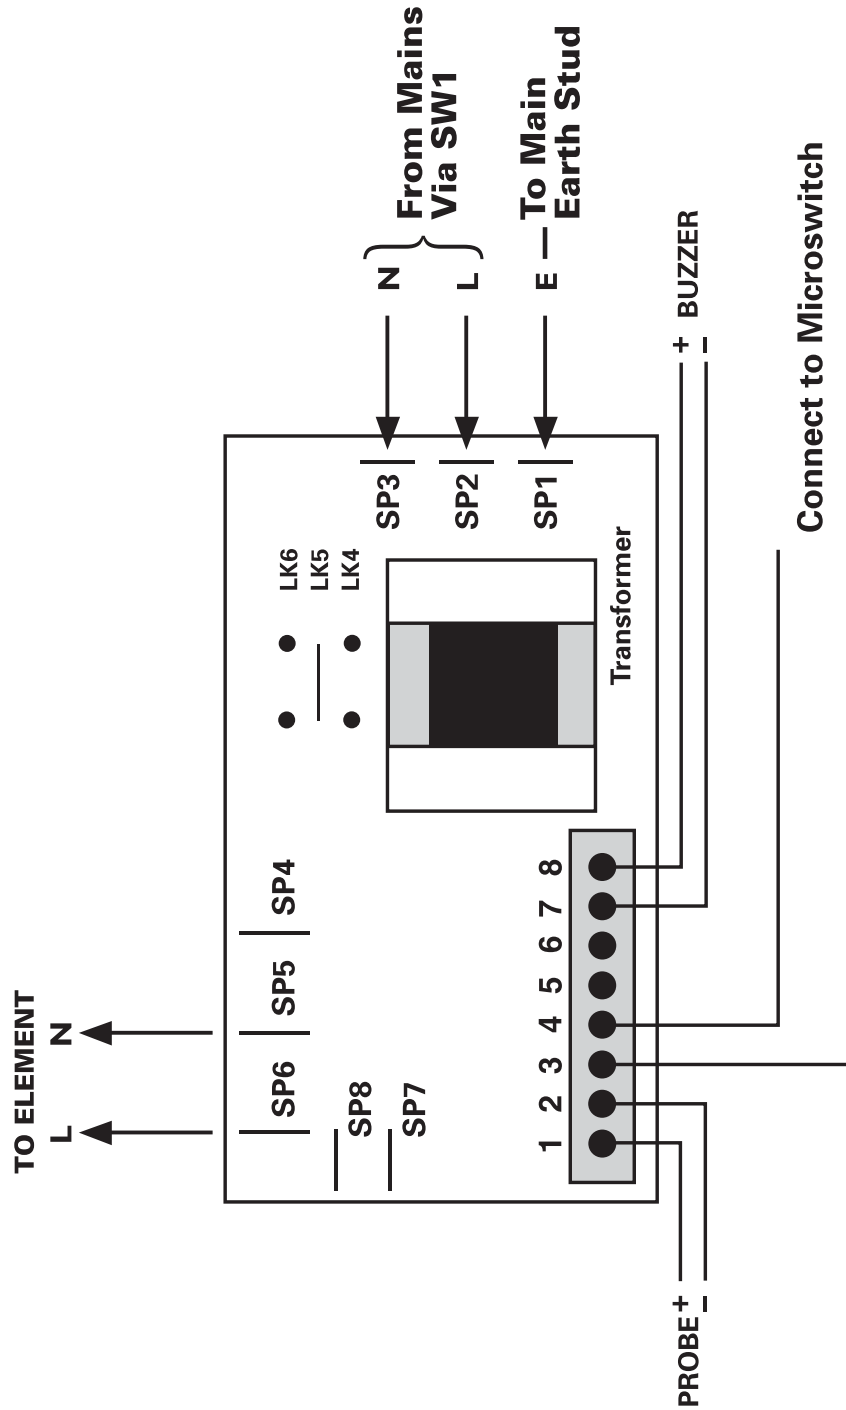 TO ELEMENT
L
N
SP6
SP5
SP4
SP8
SP7
LK6
LK5
LK4
SP3
SP2
SP1
N
L
E
From Mains
Via SW1
To Main
Earth Stud
Transformer
1 2 3 4 5 6 7 8
PROBE +
–
+ BUZZER
–
Connect to Microswitch